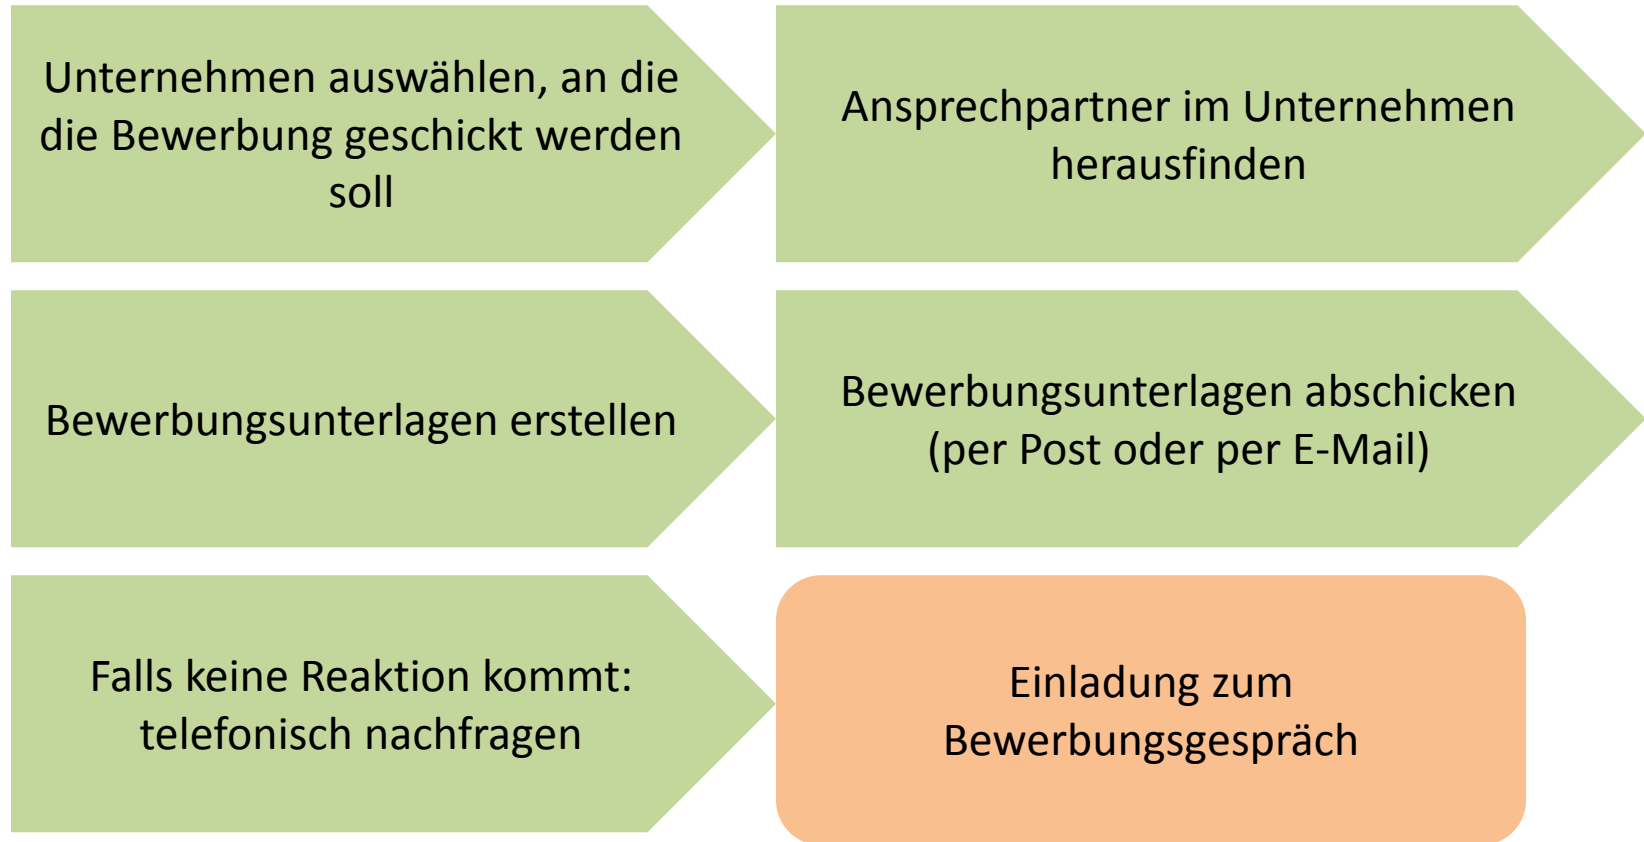 Unternehmen auswählen, an die
die Bewerbung geschickt werden
soll
Ansprechpartner im Unternehmen
herausfinden
Bewerbungsunterlagen erstellen
Bewerbungsunterlagen abschicken
(per Post oder per E-Mail)
Falls keine Reaktion kommt:
telefonisch nachfragen
Einladung zum
Bewerbungsgespräch